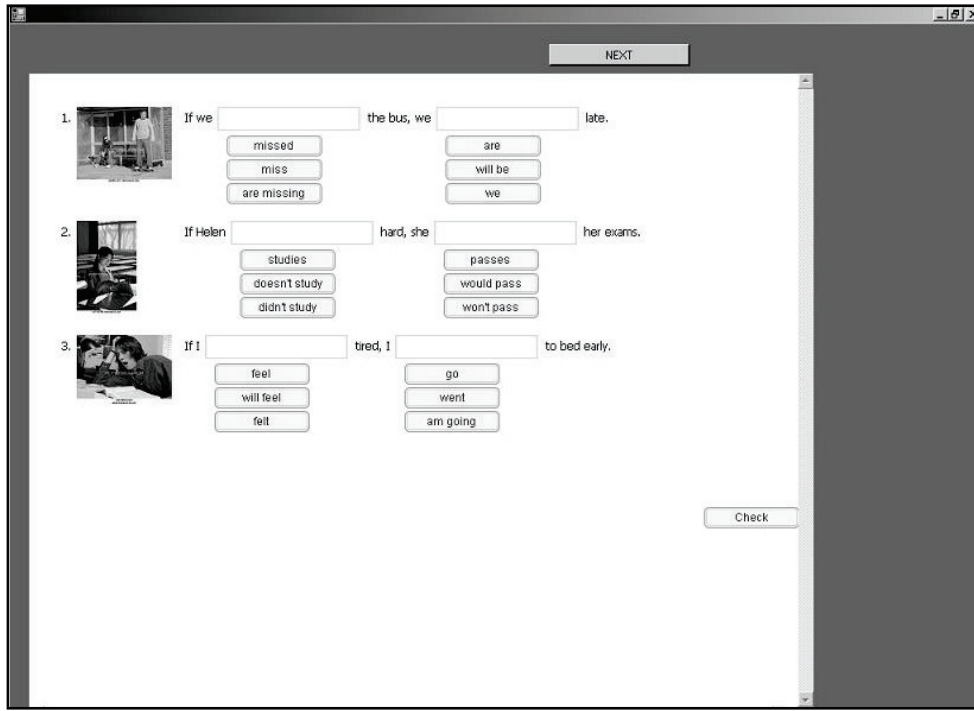 NEXT
1. If we the bus, we late.
missed are
miss will be
are missing we
2. If Helen hard, she her exams.
studies passes
doesn't study would pass
didn't study won't pass
3. If I tired, I to bed early.
feel go
will feel went
felt am going
Check